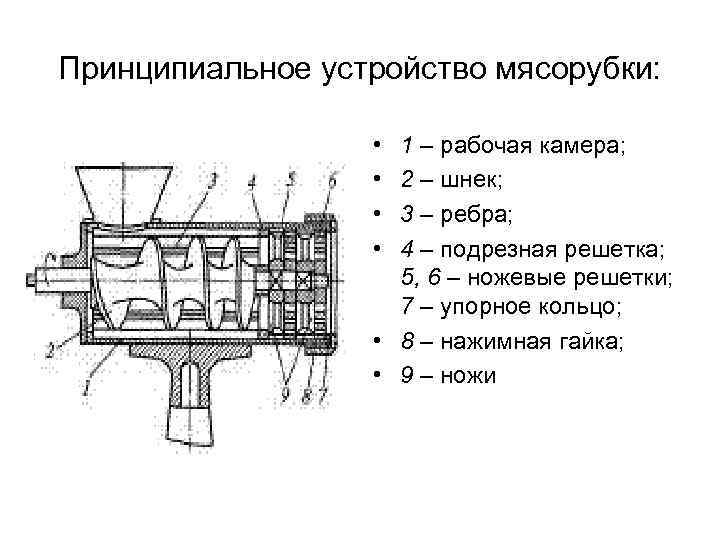 Принципиальное устройство мясорубки:
• 1 – рабочая камера;
• 2 – шнек;
• 3 – ребра;
• 4 – подрезная решетка;
5, 6 – ножевые решетки;
7 – упорное кольцо;
• 8 – нажимная гайка;
• 9 – ножи
3 4 5 6
2 1 9 8 7